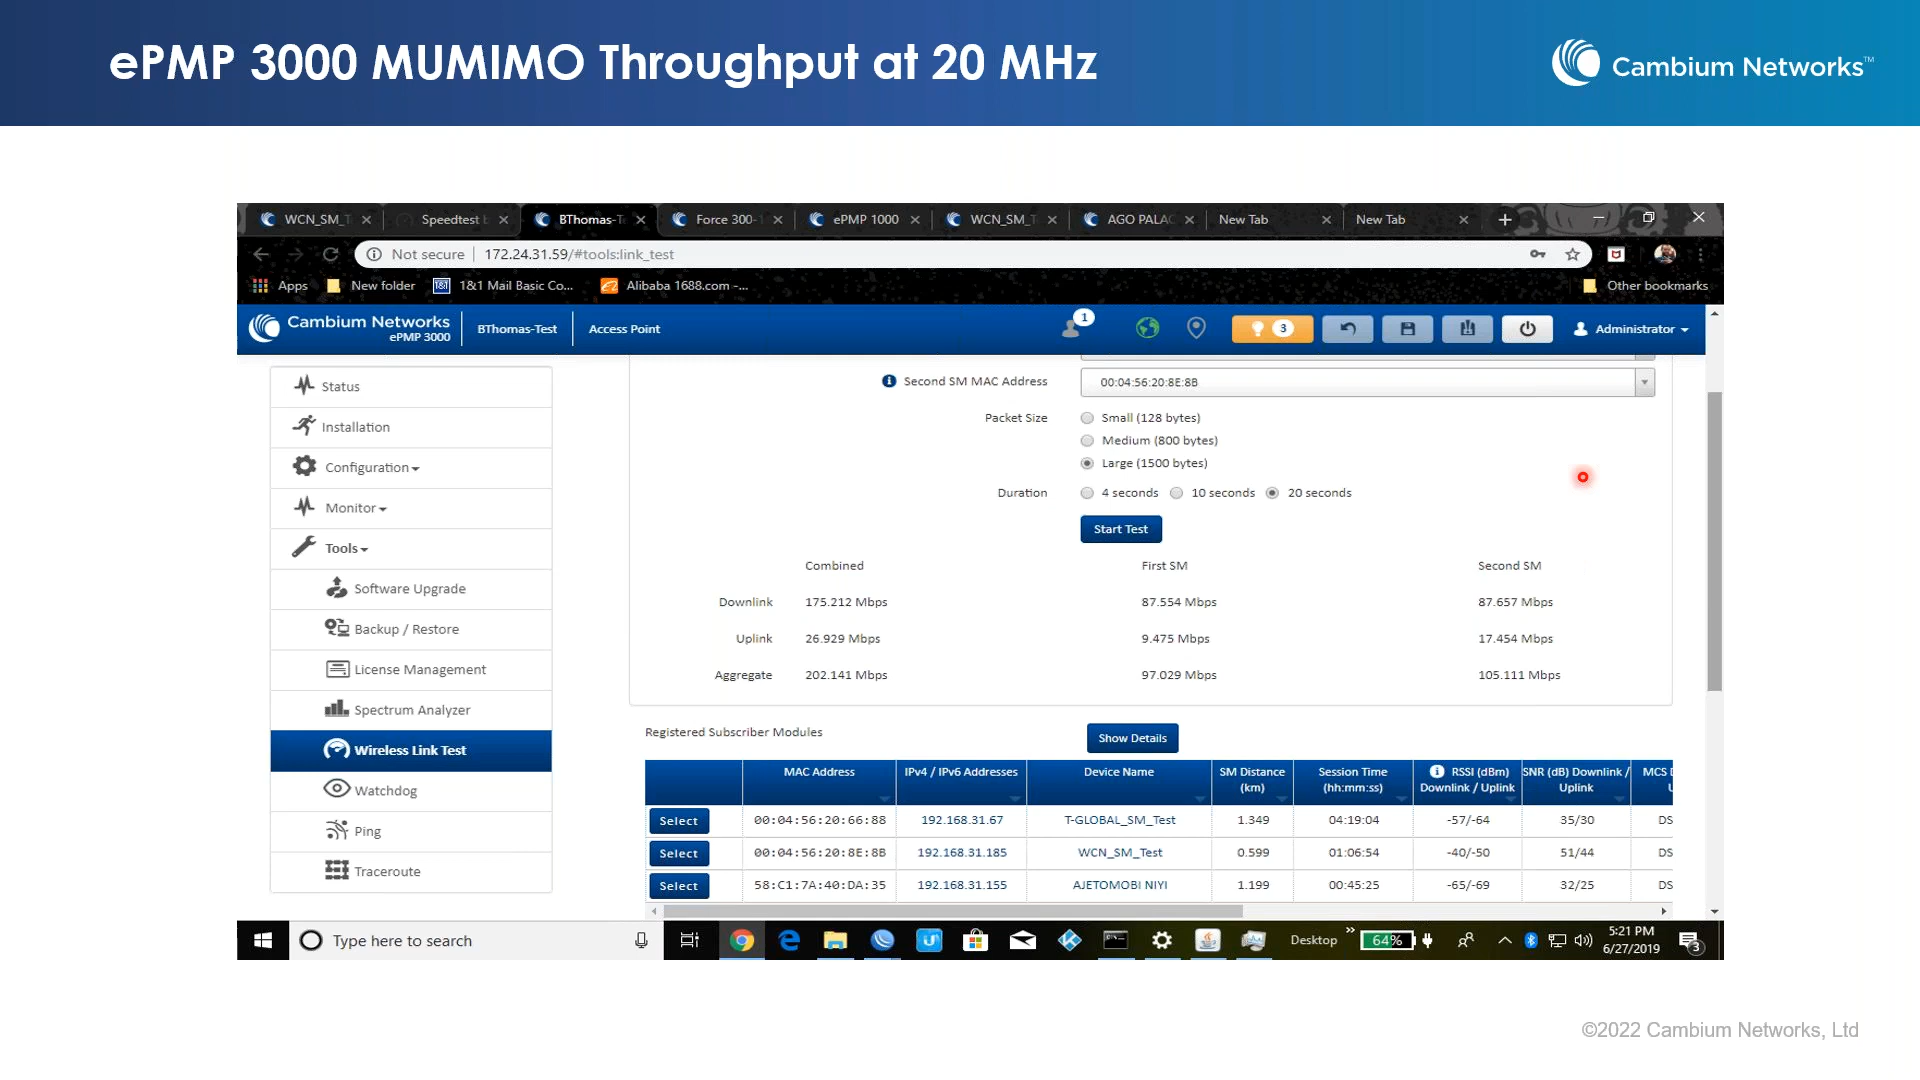 ePMP 3000 MUMIMO Throughput at 20 MHz
Cambium Networks™
WCN_SM_T
Speedtest b
BThomas-Te
Force 300-1
ePMP 1000
WCN_SM_T
AGO PALAC
New Tab
New Tab
Not secure 172.24.31.59/#tools:link_test
Apps
New folder
1&1 Mail Basic Co...
Alibaba 1688.com -...
Other bookmarks
Cambium Networks
ePMP 3000
BThomas-Test
Access Point
1
3
Administrator
Status
Installation
Configuration
Monitor
Tools
Software Upgrade
Backup / Restore
License Management
Spectrum Analyzer
Wireless Link Test
Watchdog
Ping
Traceroute
Second SM MAC Address 00:04:56:20:8E:8B
Packet Size Small (128 bytes)
Medium (800 bytes)
Large (1500 bytes)
Duration 4 seconds 10 seconds 20 seconds
Start Test
Combined First SM Second SM
Downlink 175.212 Mbps 87.554 Mbps 87.657 Mbps
Uplink 26.929 Mbps 9.475 Mbps 17.454 Mbps
Aggregate 202.141 Mbps 97.029 Mbps 105.111 Mbps
Registered Subscriber Modules Show Details
MAC Address IPv4 / IPv6 Addresses Device Name SM Distance (km) Session Time (hh:mm:ss) RSSI (dBm) Downlink / Uplink SNR (dB) Downlink / Uplink MCS D
Select 00:04:56:20:66:88 192.168.31.67 T-GLOBAL_SM_Test 1.349 04:19:04 -57/-64 35/30 DS
Select 00:04:56:20:8E:8B 192.168.31.185 WCN_SM_Test 0.599 01:06:54 -40/-50 51/44 DS
Select 58:C1:7A:40:DA:35 192.168.31.155 AJETOMOBI NIYI 1.199 00:45:25 -65/-69 32/25 DS
Type here to search
Desktop
64%
5:21 PM
6/27/2019
3
©2022 Cambium Networks, Ltd